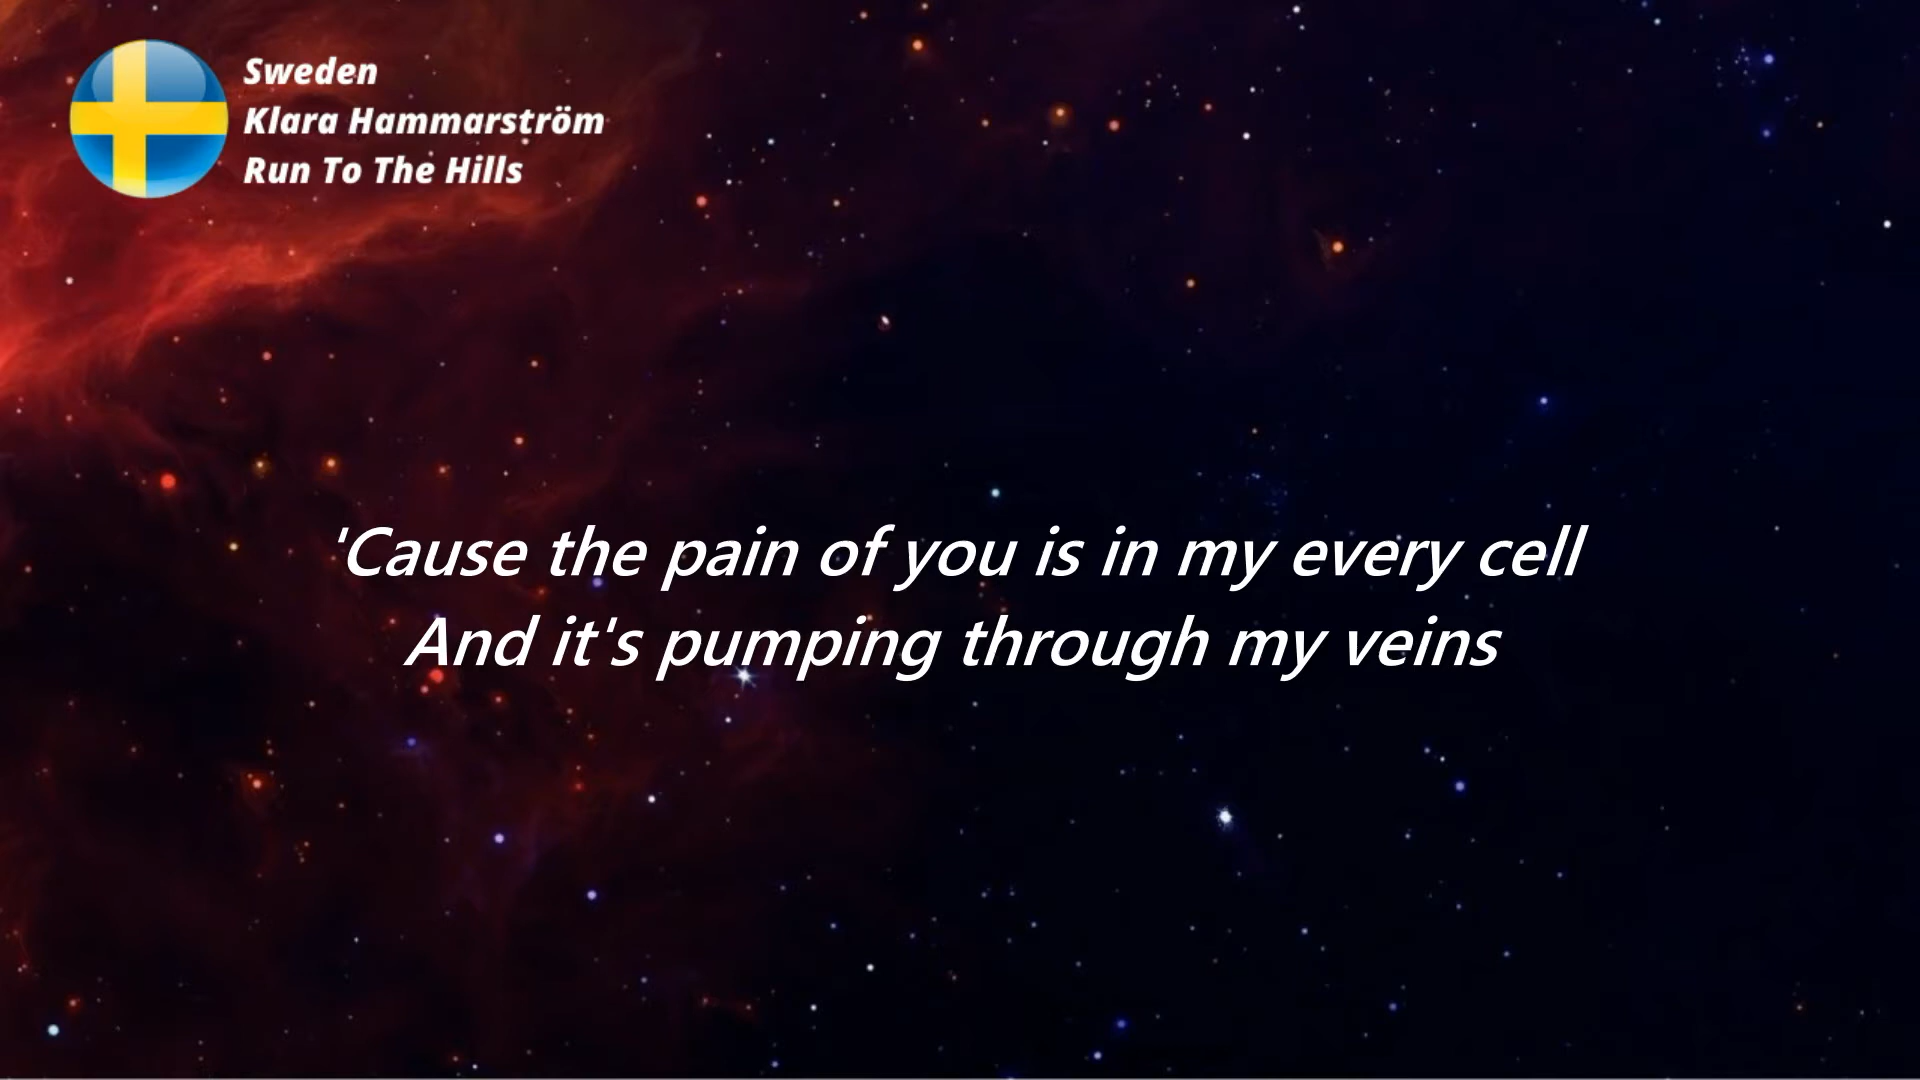 Sweden
Klara Hammarström
Run To The Hills
'Cause the pain of you is in my every cell
And it's pumping through my veins